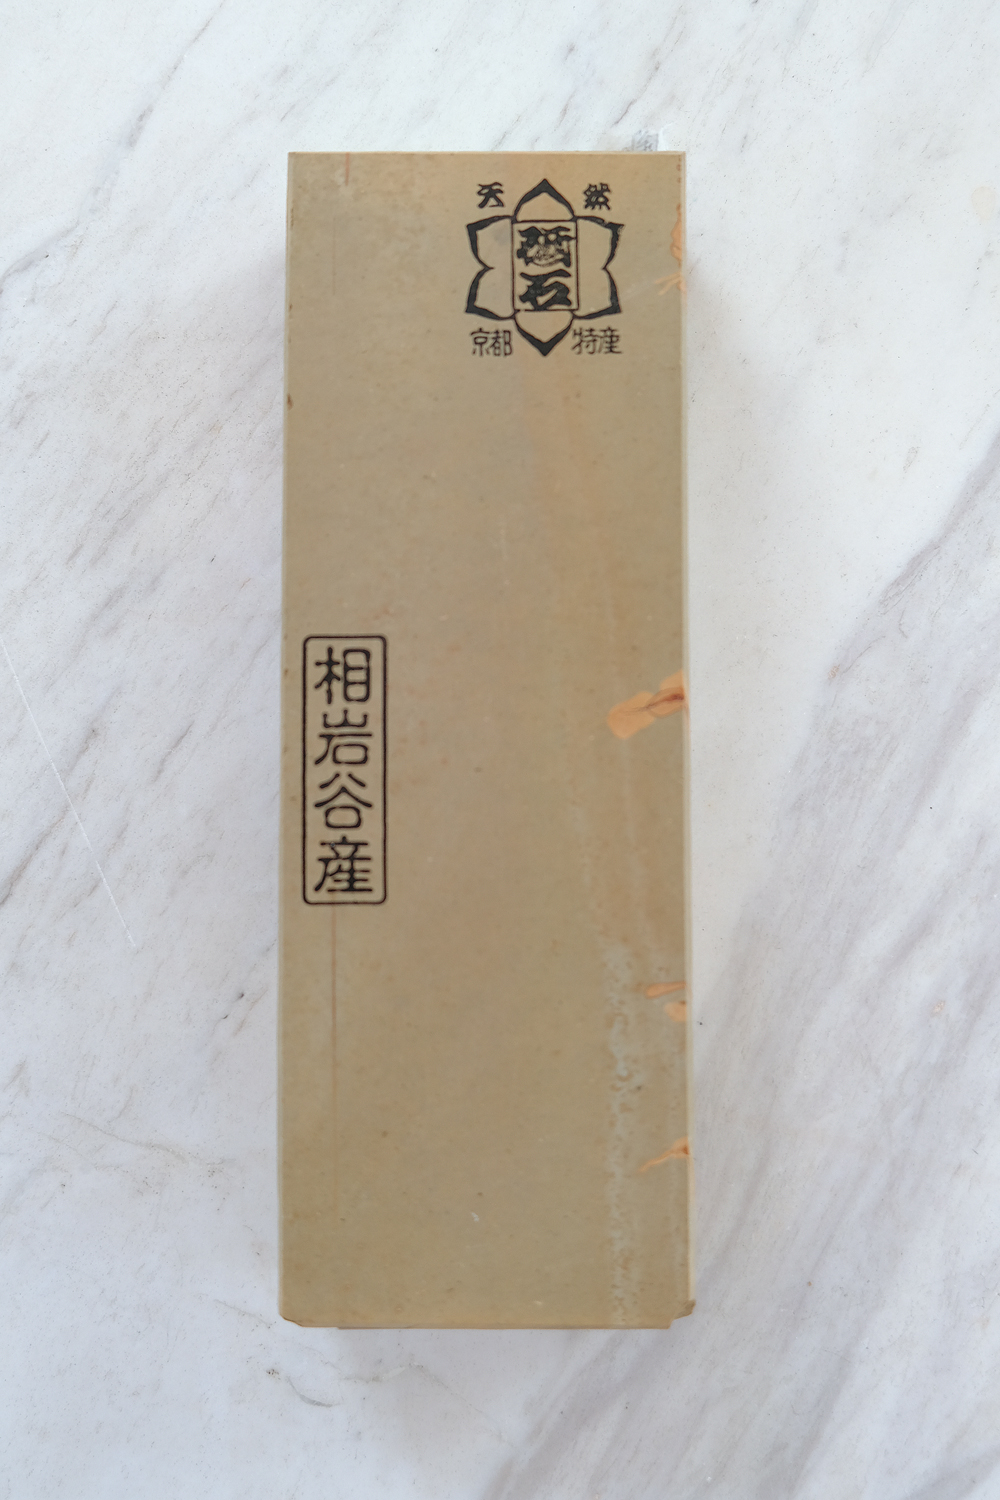 天然
砥石
京都 特産
相岩谷産